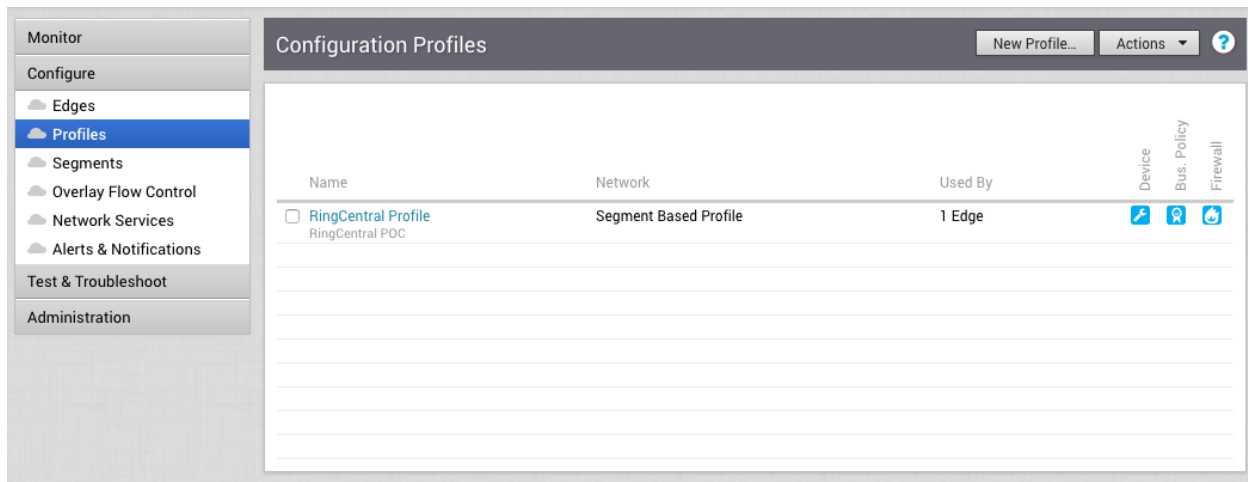 Monitor
Configure
Edges
Profiles
Segments
Overlay Flow Control
Network Services
Alerts & Notifications
Test & Troubleshoot
Administration
Configuration Profiles
New Profile...
Actions
?
Name
Network
Used By
Device
Bus. Policy
Firewall
RingCentral Profile
Segment Based Profile
1 Edge
RingCentral POC